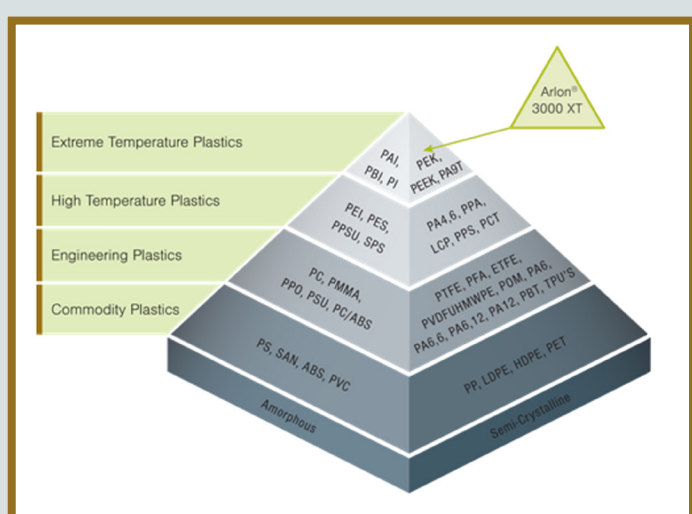 Arlon®
3000 XT
Extreme Temperature Plastics
PAI,
PBI, PI
PEK,
PEEK, PA9T
High Temperature Plastics
PEI, PES,
PPSU, SPS
PA4,6, PPA,
LCP, PPS, PCT
Engineering Plastics
PC, PMMA,
PPO, PSU, PC/ABS
PTFE, PFA, ETFE,
PVDFUHMWPE, POM, PA6,
PA6,6, PA6,12, PA12, PBT, TPU'S
Commodity Plastics
PS, SAN, ABS, PVC
PP, LDPE, HDPE, PET
Amorphous
Semi-Crystalline